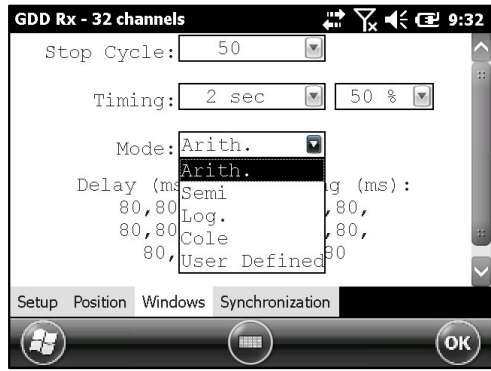 GDD Rx - 32 channels 9:32
Stop Cycle: 50
Timing: 2 sec 50 %
Mode: Arith.
Arith.
Delay (ms g (ms):
Semi
80,80 ,80,
Log.
80,80 ,80,
Cole
80, 80
User Defined
Setup Position Windows Synchronization
OK